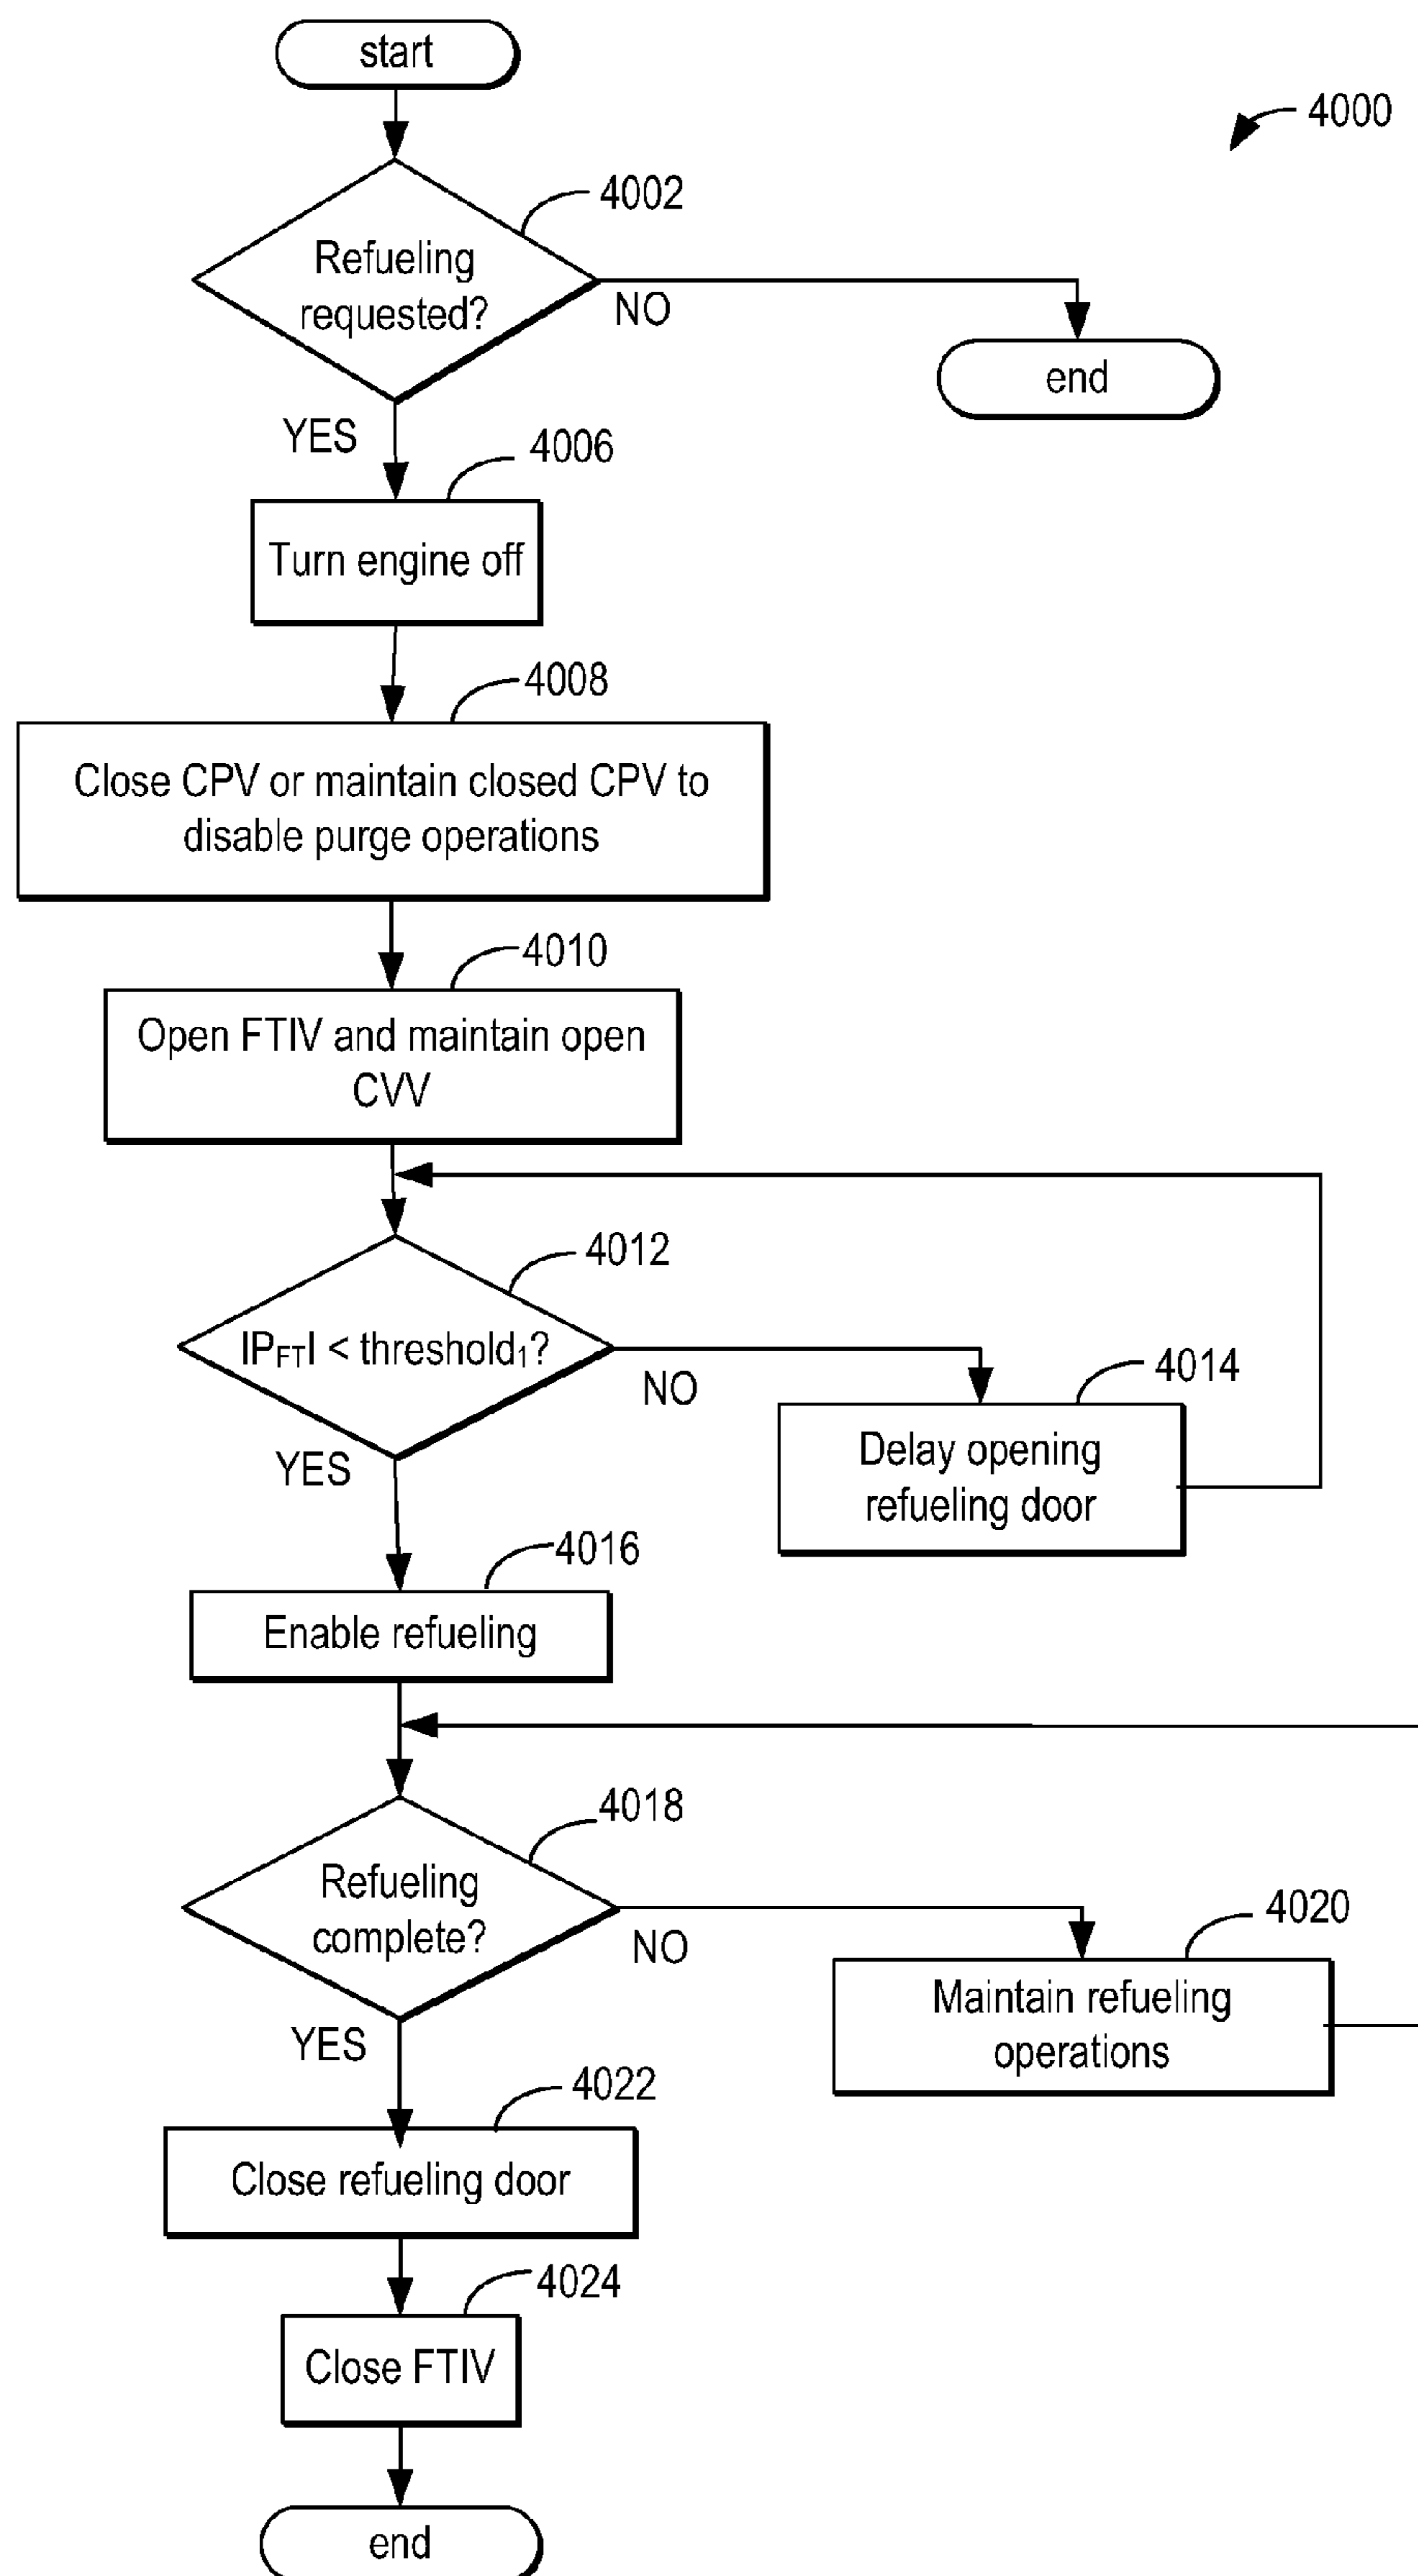 start
4000
4002
Refueling
requested?
NO
end
YES
4006
Turn engine off
4008
Close CPV or maintain closed CPV to
disable purge operations
4010
Open FTIV and maintain open
CVV
4012
|P_FT| < threshold₁?
NO
4014
Delay opening
refueling door
YES
4016
Enable refueling
4018
Refueling
complete?
NO
4020
Maintain refueling
operations
YES
4022
Close refueling door
4024
Close FTIV
end